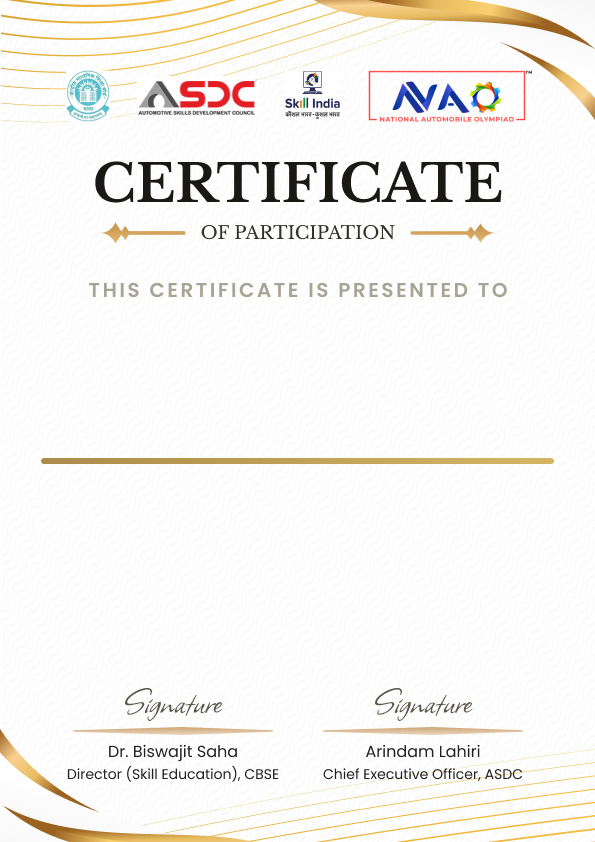 ASDC
AUTOMOTIVE SKILLS DEVELOPMENT COUNCIL
Skill India
कौशल भारत - कुशल भारत
NAO
TM
NATIONAL AUTOMOBILE OLYMPIAD
CERTIFICATE
OF PARTICIPATION
THIS CERTIFICATE IS PRESENTED TO
Signature
Signature
Dr. Biswajit Saha
Arindam Lahiri
Director (Skill Education), CBSE
Chief Executive Officer, ASDC